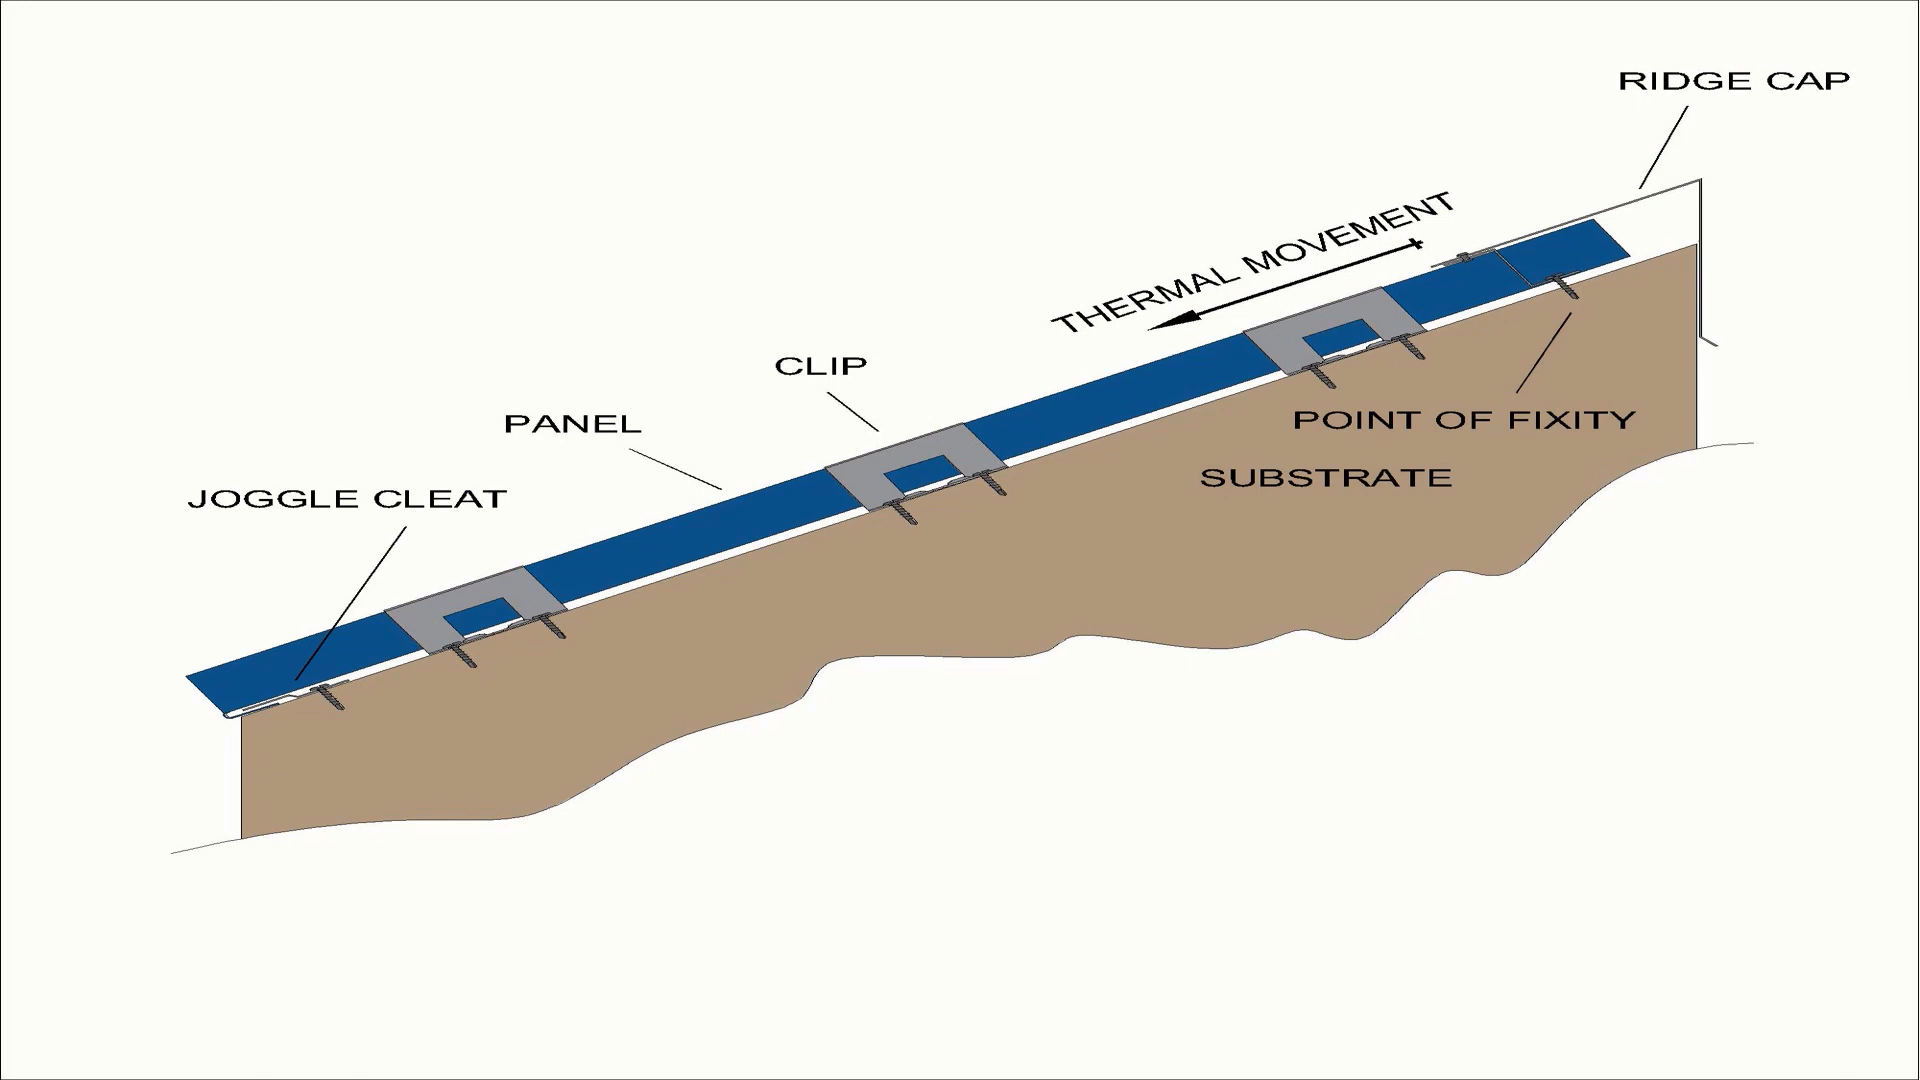 RIDGE CAP
THERMAL MOVEMENT
CLIP
PANEL
POINT OF FIXITY
SUBSTRATE
JOGGLE CLEAT